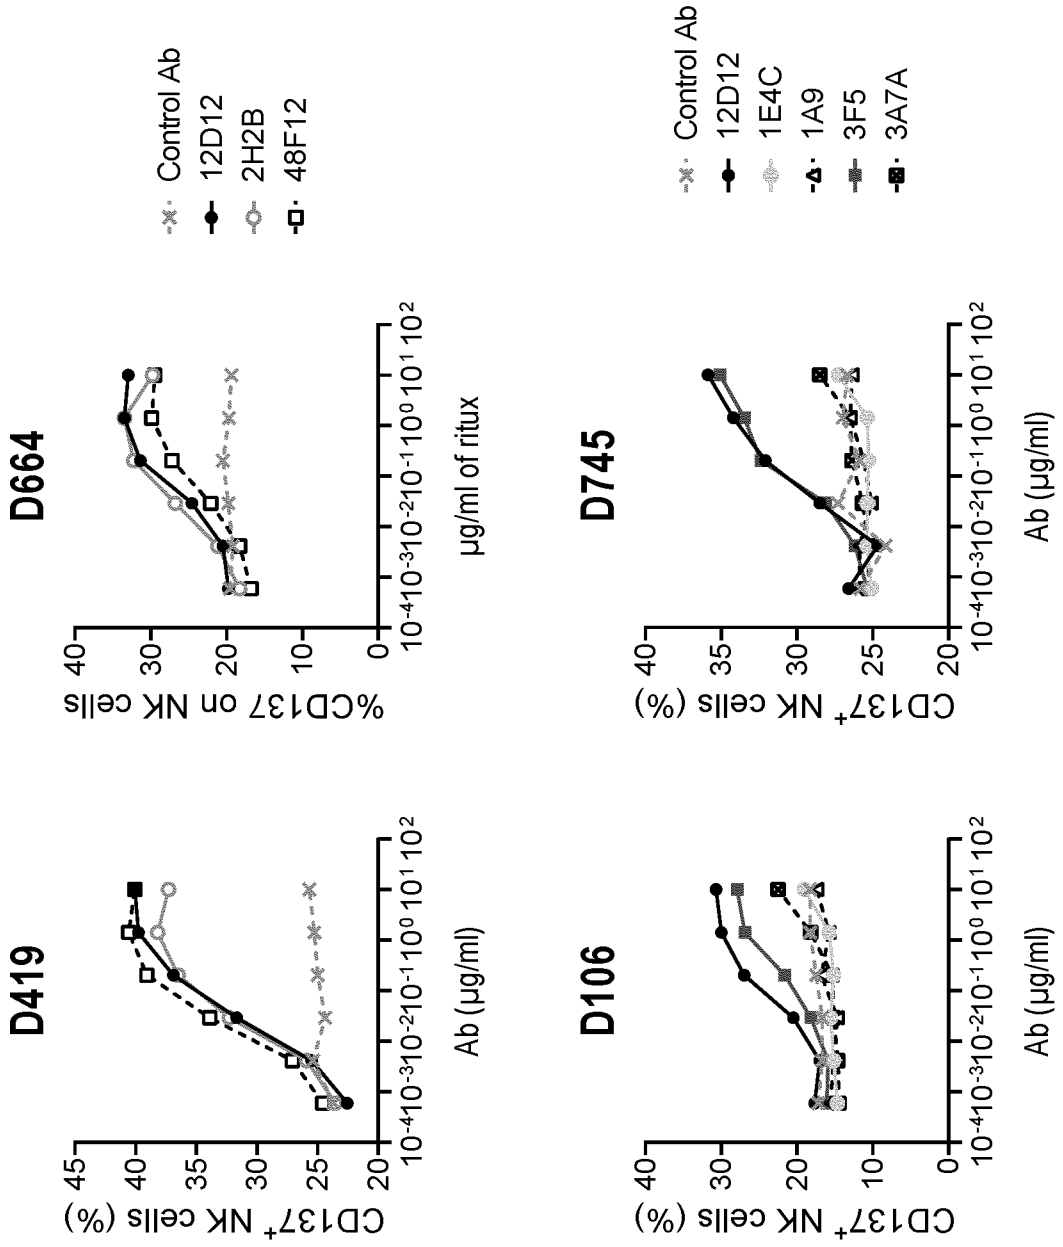 D419
CD137⁺ NK cells (%)
45
40
35
30
25
20
10⁻⁴ 10⁻³ 10⁻² 10⁻¹ 10⁰ 10¹ 10²
Ab (µg/ml)
D664
%CD137 on NK cells
40
30
20
10
0
10⁻⁴ 10⁻³ 10⁻² 10⁻¹ 10⁰ 10¹ 10²
µg/ml of ritux
Control Ab
12D12
2H2B
48F12
D106
CD137⁺ NK cells (%)
40
30
20
10
0
10⁻⁴ 10⁻³ 10⁻² 10⁻¹ 10⁰ 10¹ 10²
Ab (µg/ml)
D745
CD137⁺ NK cells (%)
40
35
30
25
20
10⁻⁴ 10⁻³ 10⁻² 10⁻¹ 10⁰ 10¹ 10²
Ab (µg/ml)
Control Ab
12D12
1E4C
1A9
3F5
3A7A